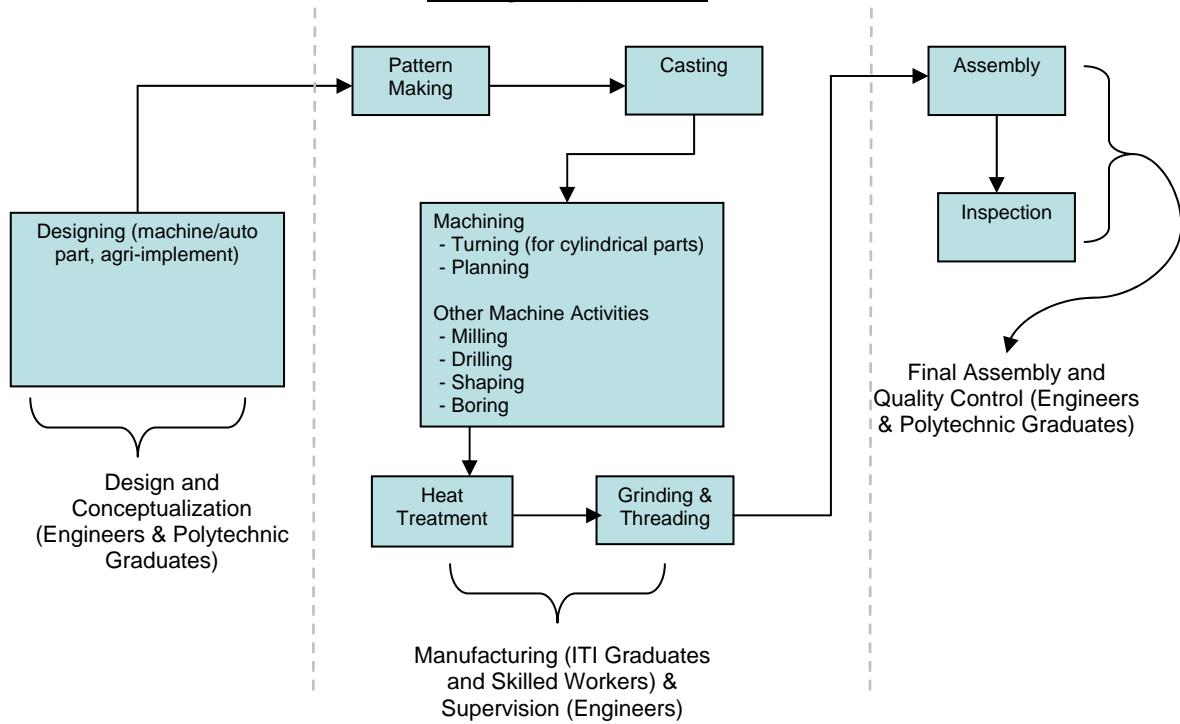 Designing (machine/auto
part, agri-implement)
Design and
Conceptualization
(Engineers & Polytechnic
Graduates)
Pattern
Making
Casting
Machining
- Turning (for cylindrical parts)
- Planning
Other Machine Activities
- Milling
- Drilling
- Shaping
- Boring
Heat
Treatment
Grinding &
Threading
Manufacturing (ITI Graduates
and Skilled Workers) &
Supervision (Engineers)
Assembly
Inspection
Final Assembly and
Quality Control (Engineers
& Polytechnic Graduates)